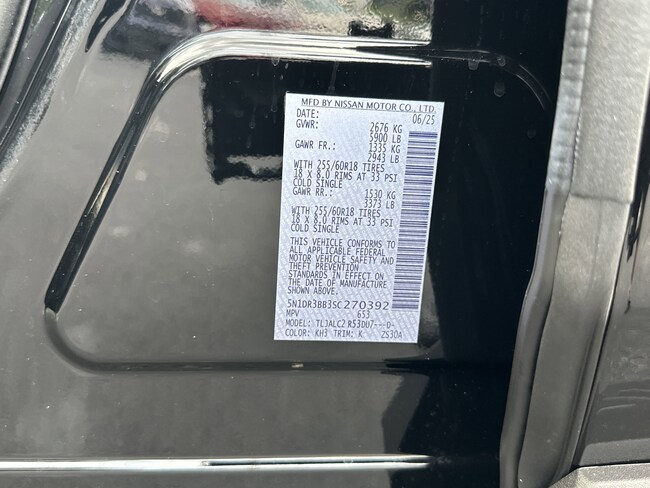 MFD BY NISSAN MOTOR CO., LTD.
DATE: 06/25
GVWR: 2676 KG
5900 LB
GAWR FR.: 1335 KG
2943 LB
WITH 255/60R18 TIRES
18 X 8.0 RIMS AT 33 PSI
COLD SINGLE
GAWR RR.: 1530 KG
3373 LB
WITH 255/60R18 TIRES
18 X 8.0 RIMS AT 33 PSI
COLD SINGLE
THIS VEHICLE CONFORMS TO
ALL APPLICABLE FEDERAL
MOTOR VEHICLE SAFETY AND
THEFT PREVENTION
STANDARDS IN EFFECT ON
THE DATE OF MANUFACTURE
SHOWN ABOVE.
5N1DR3BB3SC270392
MPV 653
MODEL: TLJALC2 R53DU7---D-
COLOR: KH3 TRIM: K 2S30A